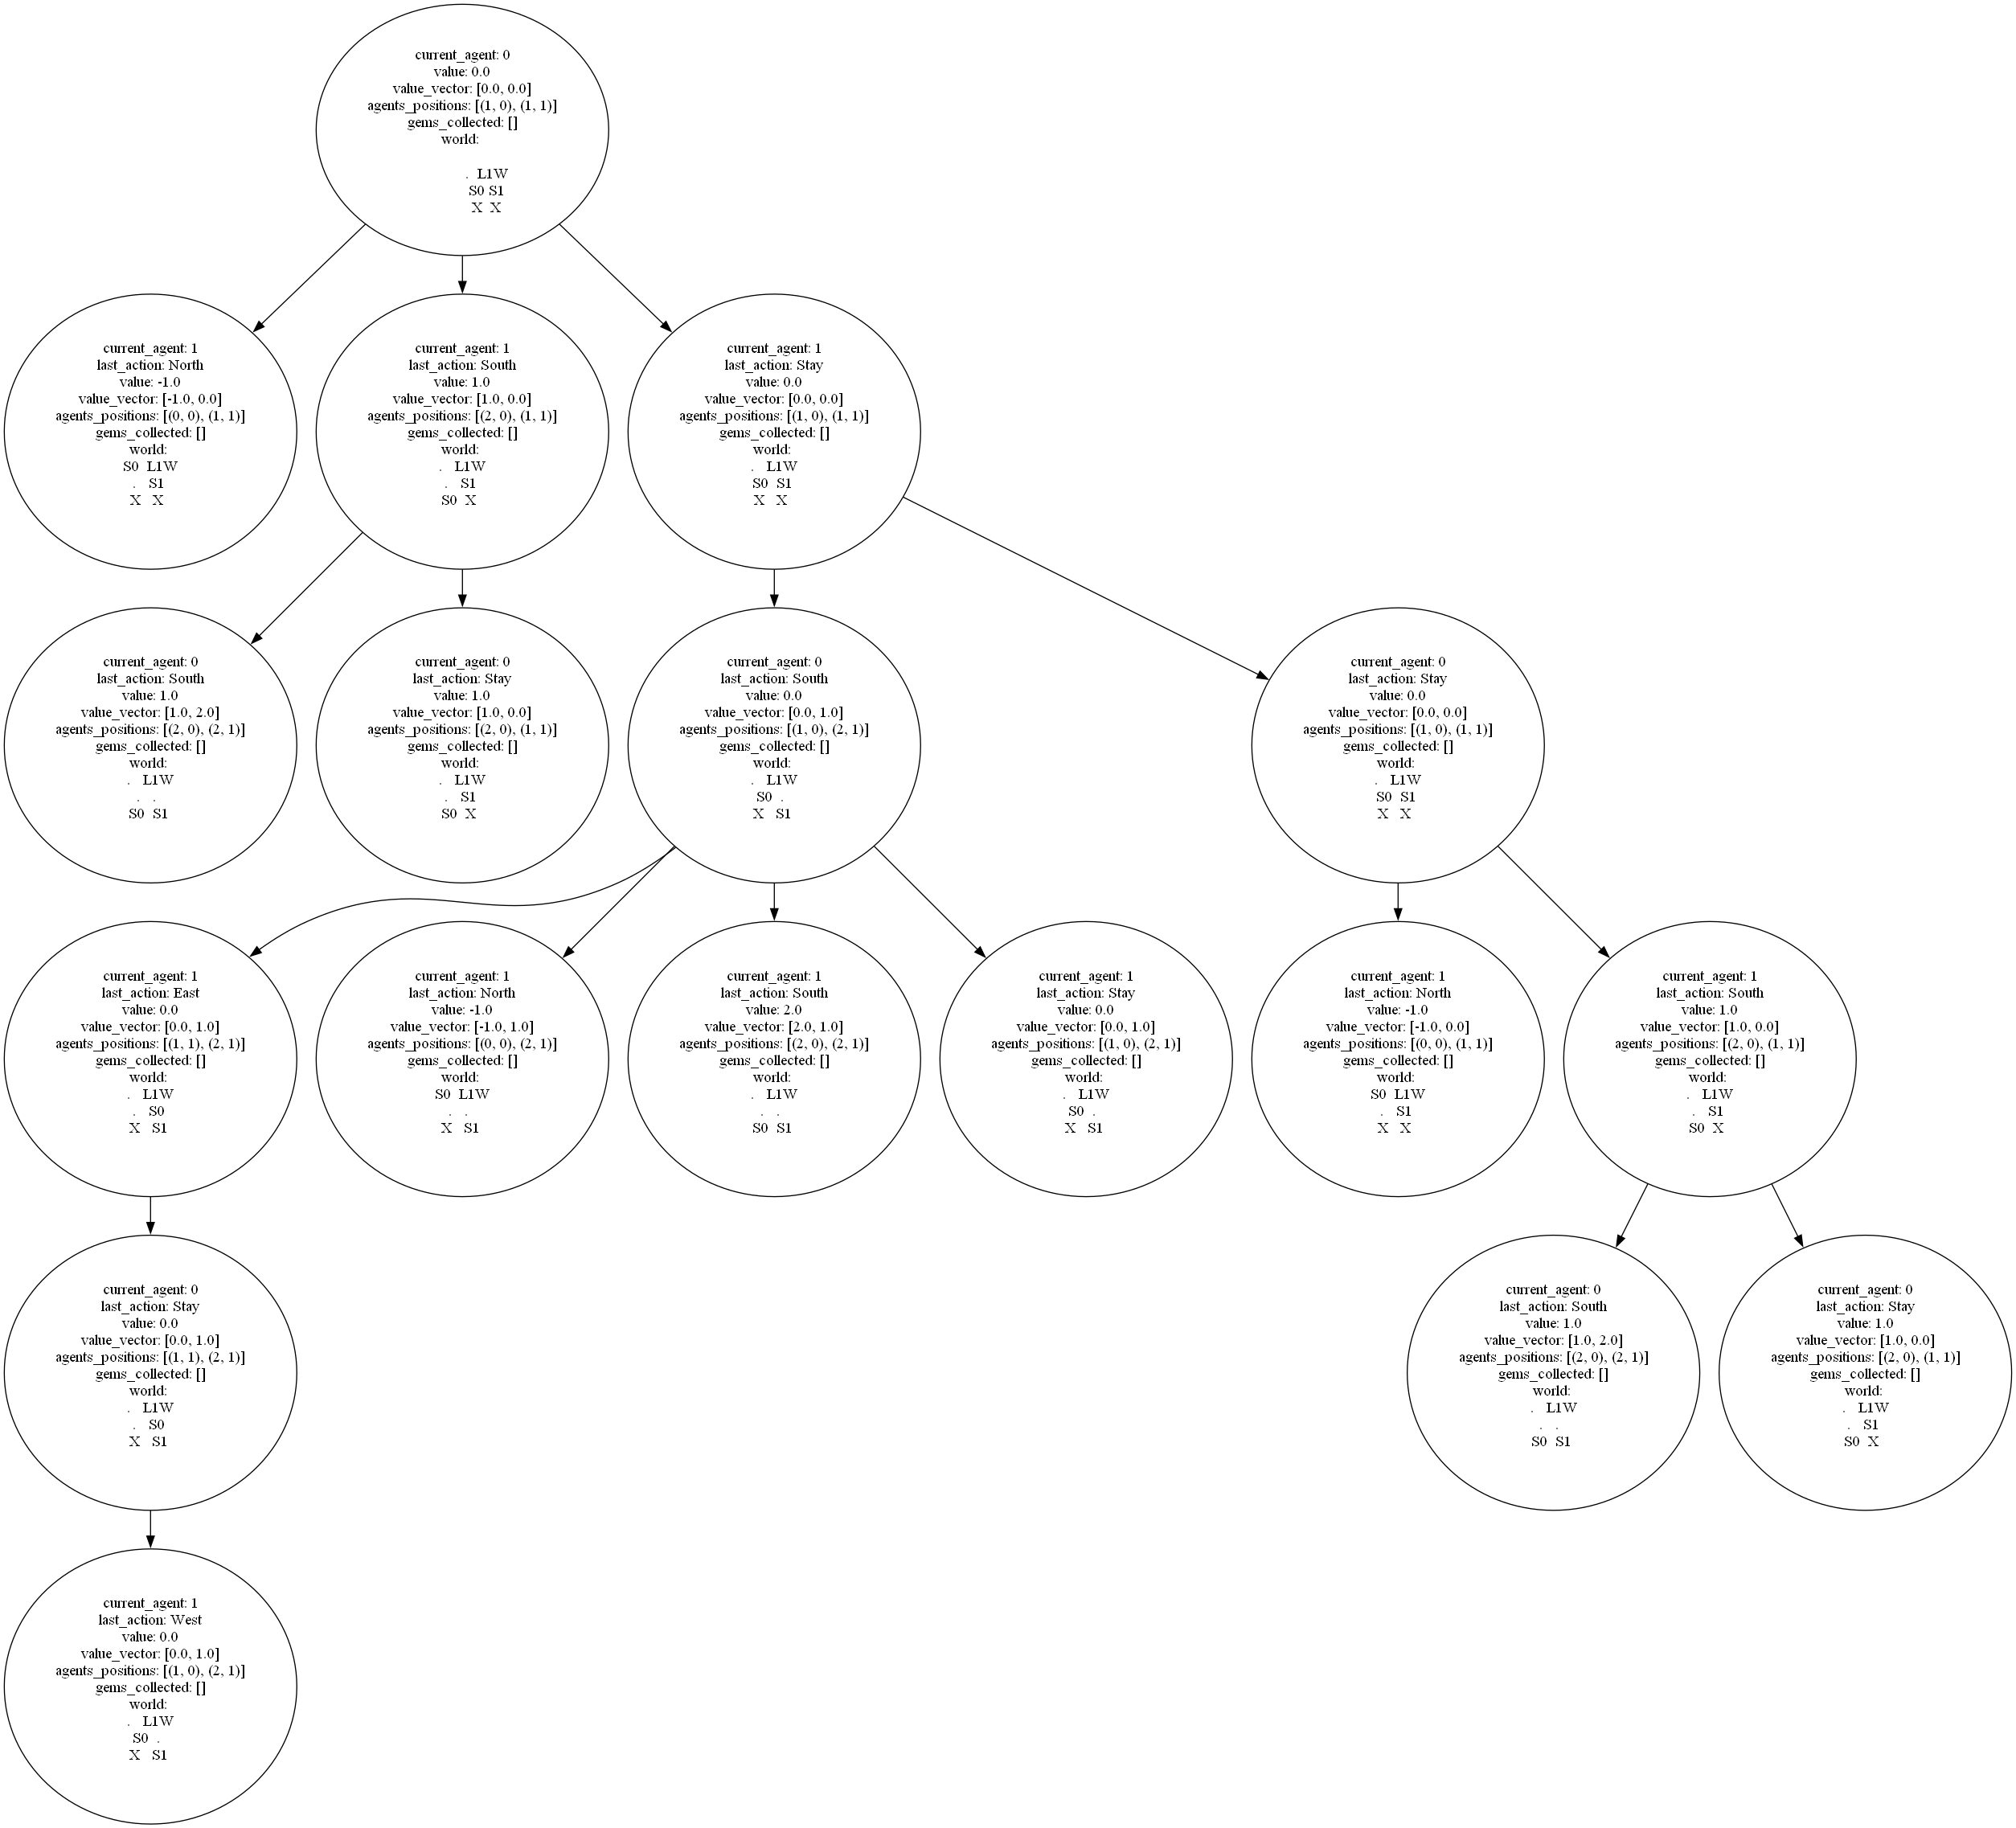 current_agent: 0
value: 0.0
value_vector: [0.0, 0.0]
agents_positions: [(1, 0), (1, 1)]
gems_collected: []
world:
. L1W
S0 S1
X X
current_agent: 1
last_action: North
value: -1.0
value_vector: [-1.0, 0.0]
agents_positions: [(0, 0), (1, 1)]
gems_collected: []
world:
S0 L1W
. S1
X X
current_agent: 1
last_action: South
value: 1.0
value_vector: [1.0, 0.0]
agents_positions: [(2, 0), (1, 1)]
gems_collected: []
world:
. L1W
. S1
S0 X
current_agent: 1
last_action: Stay
value: 0.0
value_vector: [0.0, 0.0]
agents_positions: [(1, 0), (1, 1)]
gems_collected: []
world:
. L1W
S0 S1
X X
current_agent: 0
last_action: South
value: 1.0
value_vector: [1.0, 2.0]
agents_positions: [(2, 0), (2, 1)]
gems_collected: []
world:
. L1W
. .
S0 S1
current_agent: 0
last_action: Stay
value: 1.0
value_vector: [1.0, 0.0]
agents_positions: [(2, 0), (1, 1)]
gems_collected: []
world:
. L1W
. S1
S0 X
current_agent: 0
last_action: South
value: 0.0
value_vector: [0.0, 1.0]
agents_positions: [(1, 0), (2, 1)]
gems_collected: []
world:
. L1W
S0 .
X S1
current_agent: 0
last_action: Stay
value: 0.0
value_vector: [0.0, 0.0]
agents_positions: [(1, 0), (1, 1)]
gems_collected: []
world:
. L1W
S0 S1
X X
current_agent: 1
last_action: East
value: 0.0
value_vector: [0.0, 1.0]
agents_positions: [(1, 1), (2, 1)]
gems_collected: []
world:
. L1W
. S0
X S1
current_agent: 1
last_action: North
value: -1.0
value_vector: [-1.0, 1.0]
agents_positions: [(0, 0), (2, 1)]
gems_collected: []
world:
S0 L1W
. .
X S1
current_agent: 1
last_action: South
value: 2.0
value_vector: [2.0, 1.0]
agents_positions: [(2, 0), (2, 1)]
gems_collected: []
world:
. L1W
. .
S0 S1
current_agent: 1
last_action: Stay
value: 0.0
value_vector: [0.0, 1.0]
agents_positions: [(1, 0), (2, 1)]
gems_collected: []
world:
. L1W
S0 .
X S1
current_agent: 1
last_action: North
value: -1.0
value_vector: [-1.0, 0.0]
agents_positions: [(0, 0), (1, 1)]
gems_collected: []
world:
S0 L1W
. S1
X X
current_agent: 1
last_action: South
value: 1.0
value_vector: [1.0, 0.0]
agents_positions: [(2, 0), (1, 1)]
gems_collected: []
world:
. L1W
. S1
S0 X
current_agent: 0
last_action: Stay
value: 0.0
value_vector: [0.0, 1.0]
agents_positions: [(1, 1), (2, 1)]
gems_collected: []
world:
. L1W
. S0
X S1
current_agent: 0
last_action: South
value: 1.0
value_vector: [1.0, 2.0]
agents_positions: [(2, 0), (2, 1)]
gems_collected: []
world:
. L1W
. .
S0 S1
current_agent: 0
last_action: Stay
value: 1.0
value_vector: [1.0, 0.0]
agents_positions: [(2, 0), (1, 1)]
gems_collected: []
world:
. L1W
. S1
S0 X
current_agent: 1
last_action: West
value: 0.0
value_vector: [0.0, 1.0]
agents_positions: [(1, 0), (2, 1)]
gems_collected: []
world:
. L1W
S0 .
X S1